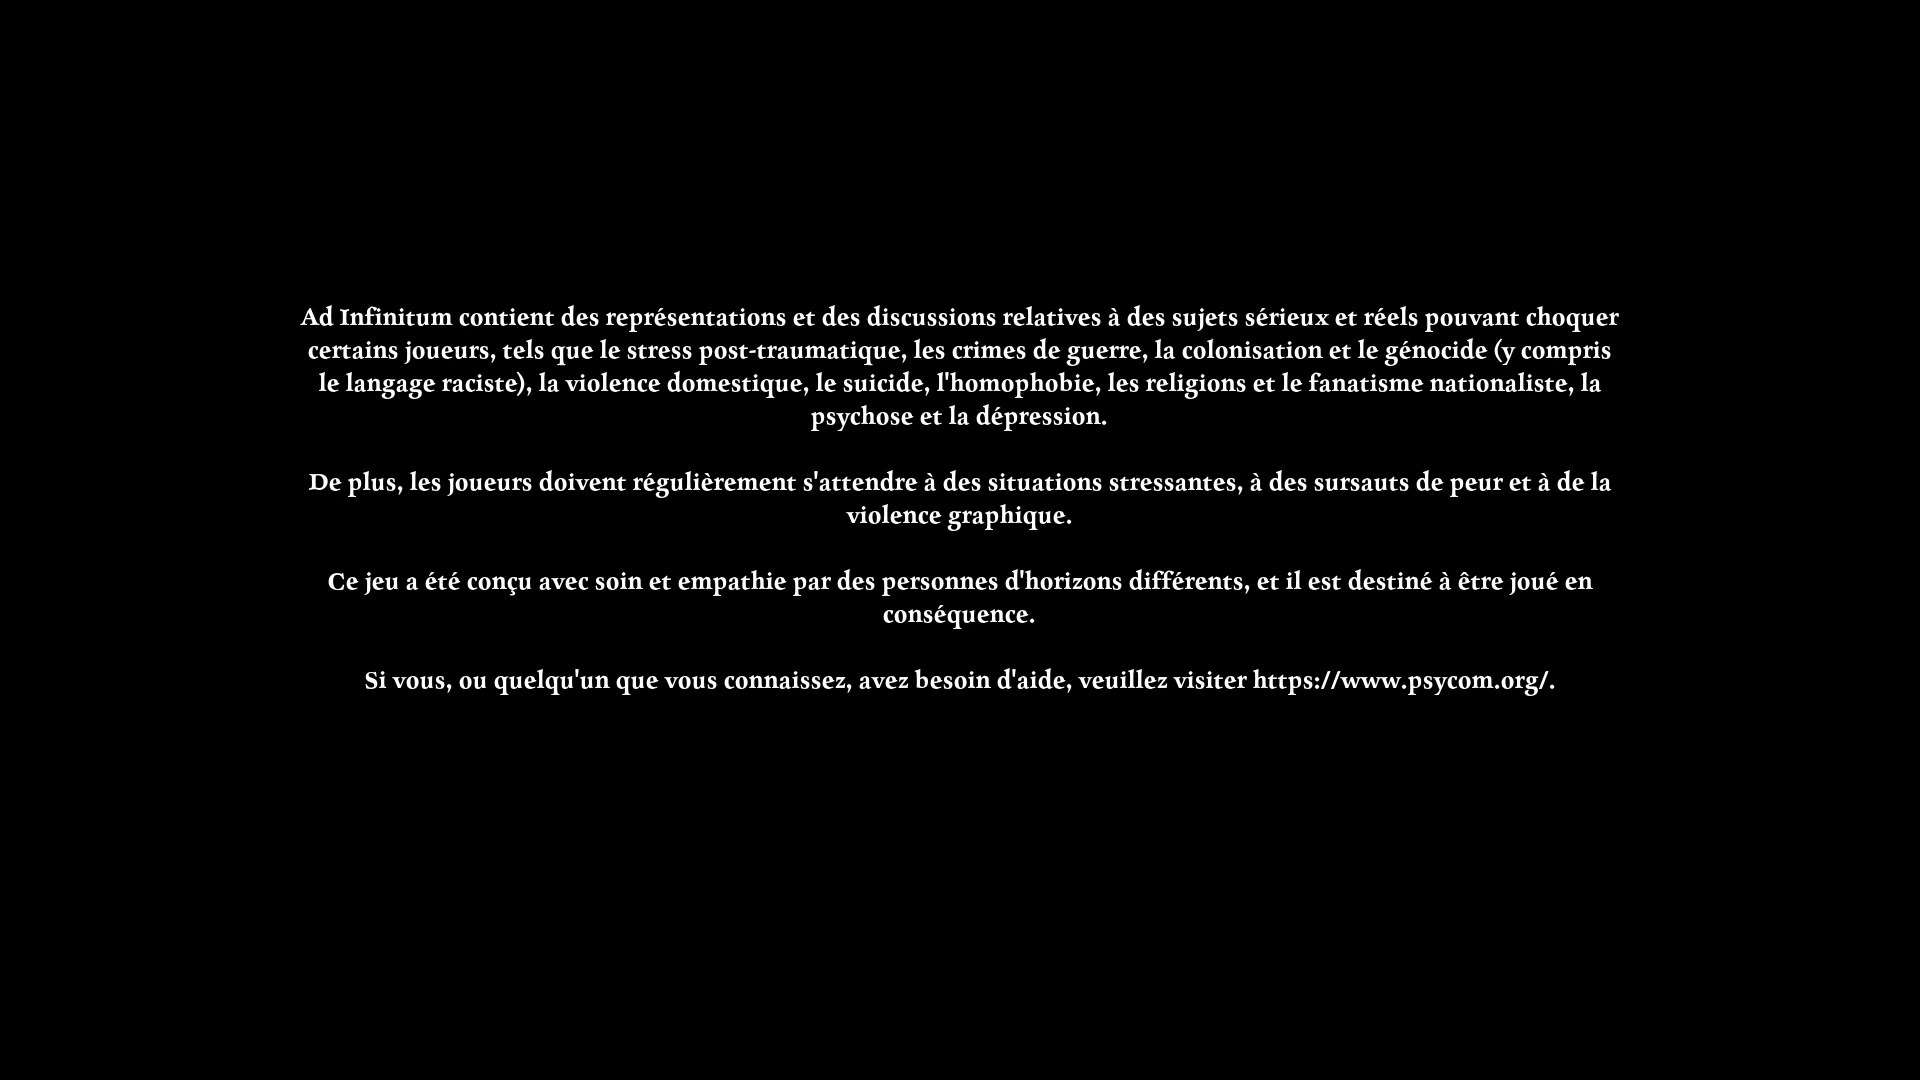 Ad Infinitum contient des représentations et des discussions relatives à des sujets sérieux et réels pouvant choquer
certains joueurs, tels que le stress post-traumatique, les crimes de guerre, la colonisation et le génocide (y compris
le langage raciste), la violence domestique, le suicide, l'homophobie, les religions et le fanatisme nationaliste, la
psychose et la dépression.
De plus, les joueurs doivent régulièrement s'attendre à des situations stressantes, à des sursauts de peur et à de la
violence graphique.
Ce jeu a été conçu avec soin et empathie par des personnes d'horizons différents, et il est destiné à être joué en
conséquence.
Si vous, ou quelqu'un que vous connaissez, avez besoin d'aide, veuillez visiter https://www.psycom.org/.